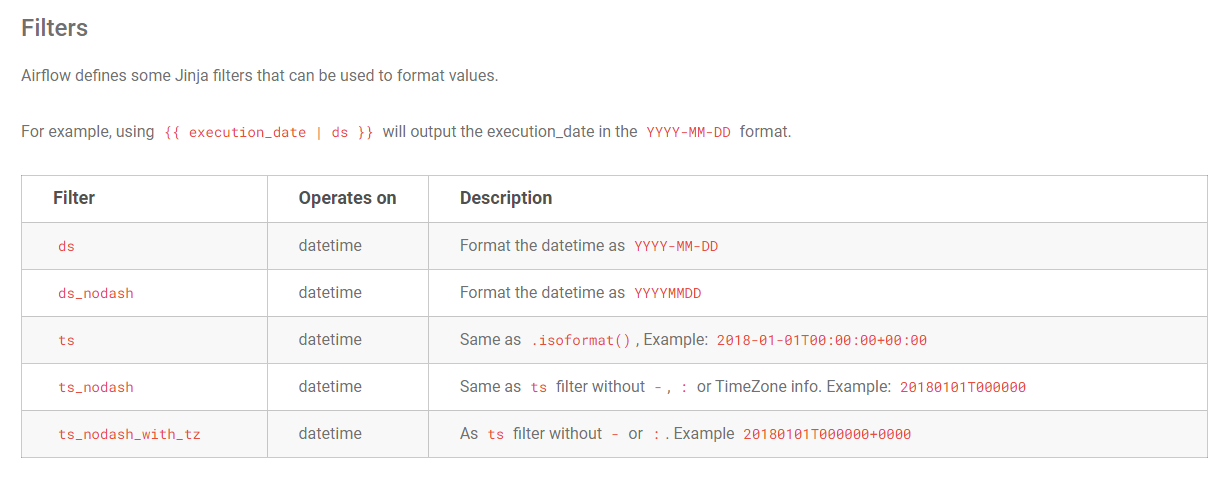 Filters
Airflow defines some Jinja filters that can be used to format values.
For example, using {{ execution_date | ds }} will output the execution_date in the YYYY-MM-DD format.
Filter Operates on Description
ds datetime Format the datetime as YYYY-MM-DD
ds_nodash datetime Format the datetime as YYYYMMDD
ts datetime Same as .isoformat(), Example: 2018-01-01T00:00:00+00:00
ts_nodash datetime Same as ts filter without -, : or TimeZone info. Example: 20180101T000000
ts_nodash_with_tz datetime As ts filter without - or :. Example 20180101T000000+0000